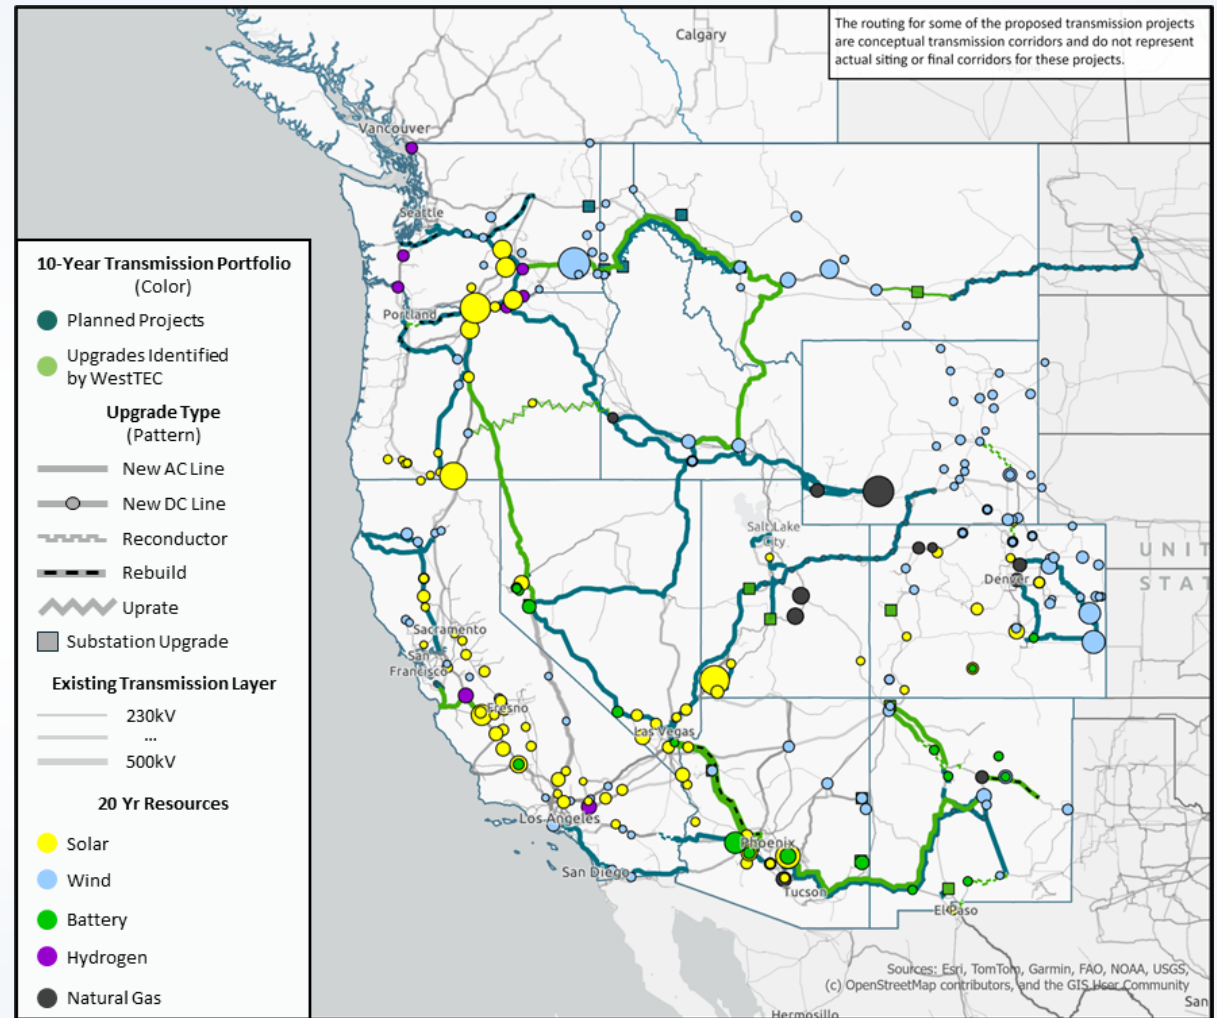 The routing for some of the proposed transmission projects
are conceptual transmission corridors and do not represent
actual siting or final corridors for these projects.
Calgary
Vancouver
Seattle
Portland
10-Year Transmission Portfolio
(Color)
Planned Projects
Upgrades Identified
by WestTEC
Upgrade Type
(Pattern)
New AC Line
New DC Line
Reconductor
Rebuild
Uprate
Substation Upgrade
Existing Transmission Layer
230kV
...
500kV
20 Yr Resources
Solar
Wind
Battery
Hydrogen
Natural Gas
Salt Lake
City
UNIT
STAT
Denver
Sacramento
San
Francisco
Fresno
Las Vegas
Los Angeles
San Diego
Phoenix
Tucson
El Paso
Hermosillo
San
Sources: Esri, TomTom, Garmin, FAO, NOAA, USGS,
(c) OpenStreetMap contributors, and the GIS User Community